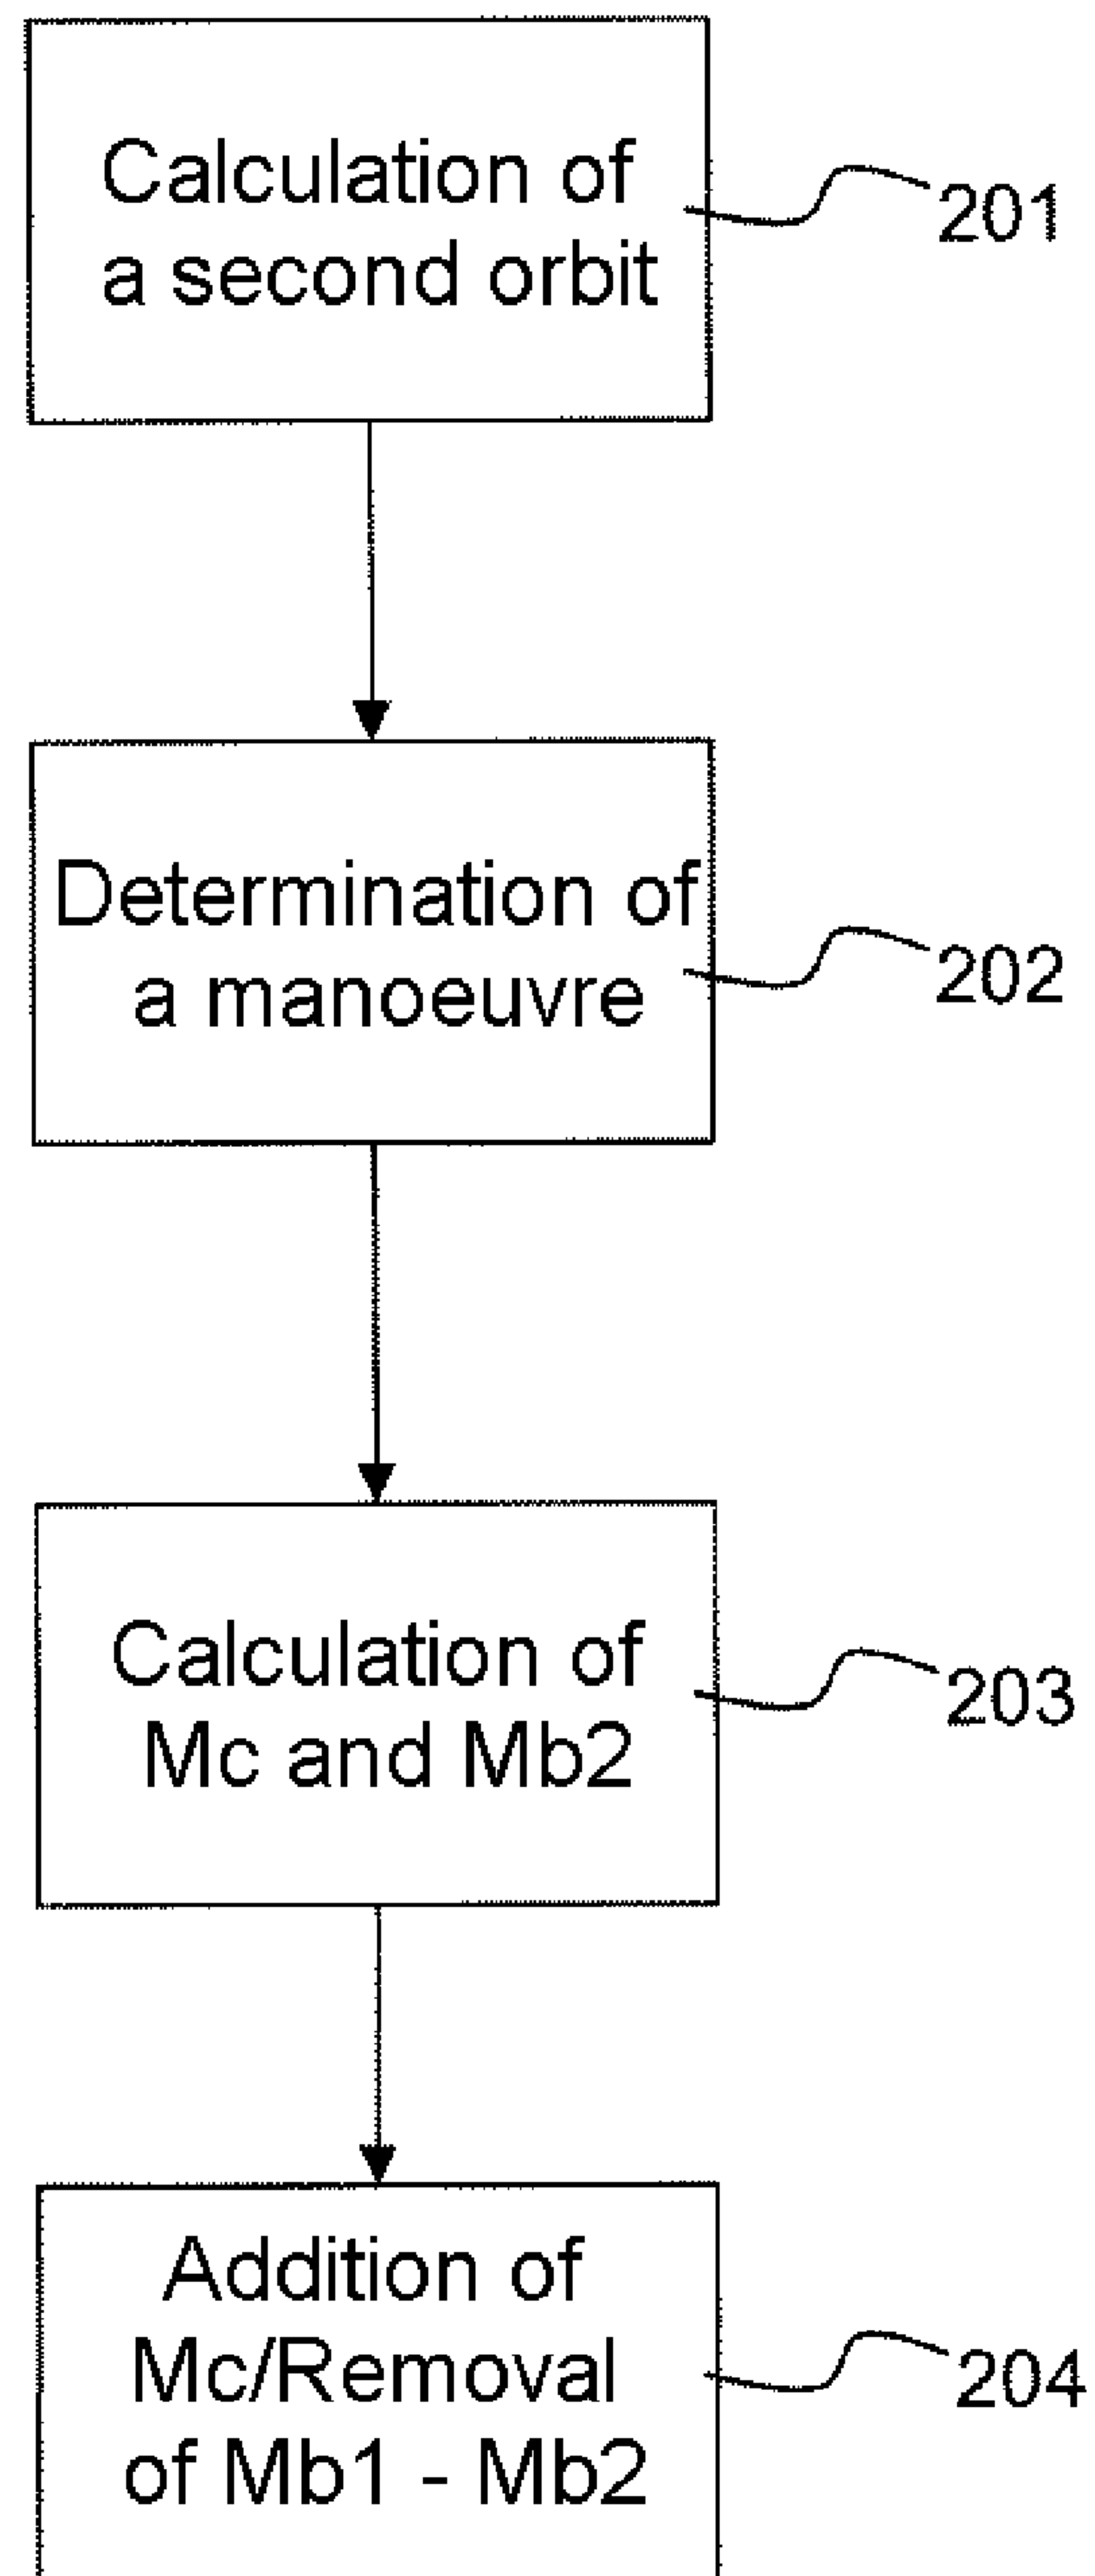 Calculation of
a second orbit
201
Determination of
a manoeuvre
202
Calculation of
Mc and Mb2
203
Addition of
Mc/Removal
of Mb1 - Mb2
204